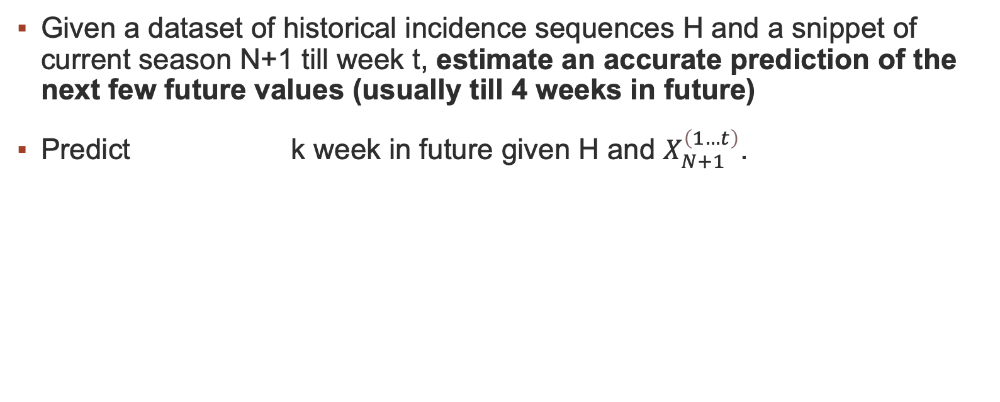 ▪ Given a dataset of historical incidence sequences H and a snippet of
current season N+1 till week t, estimate an accurate prediction of the
next few future values (usually till 4 weeks in future)
▪ Predict k week in future given H and $X_{N+1}^{(1…t)}$.